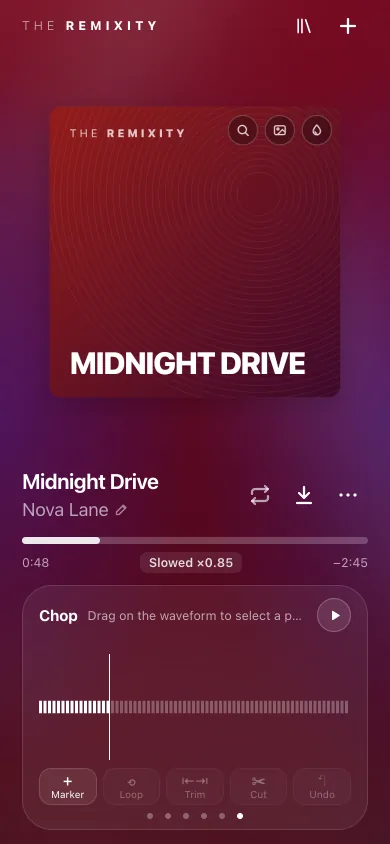 THE REMIXITY
THE REMIXITY
MIDNIGHT DRIVE
Midnight Drive
Nova Lane
0:48
Slowed ×0.85
−2:45
Chop
Drag on the waveform to select a p...
Marker
Loop
Trim
Cut
Undo